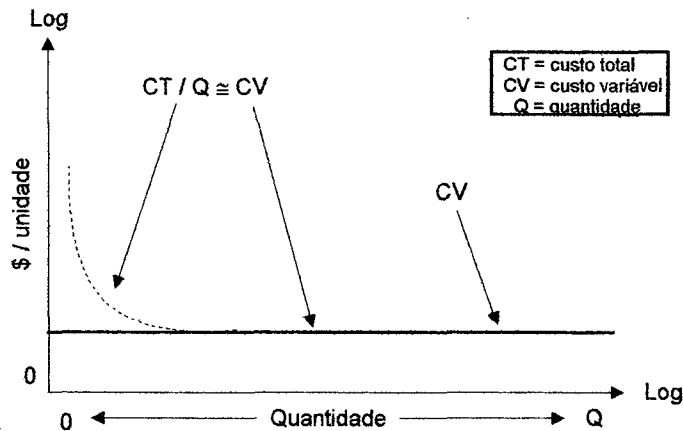 Log
CT = custo total
CV = custo variável
Q = quantidade
CT / Q ≅ CV
CV
$ / unidade
0
Log
0
Quantidade
Q